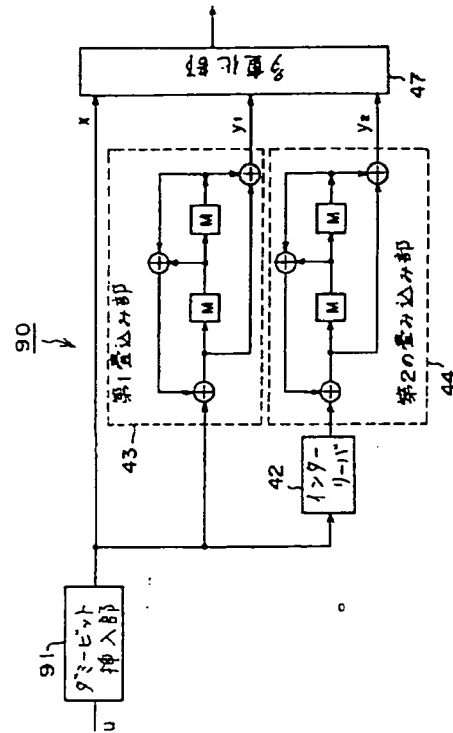 90
91
ダミービット
挿入部
u
x
43
第1畳込み部
M
M
y1
42
インター
リーバ
第2の畳み込み部
44
M
M
y2
多重化部
47